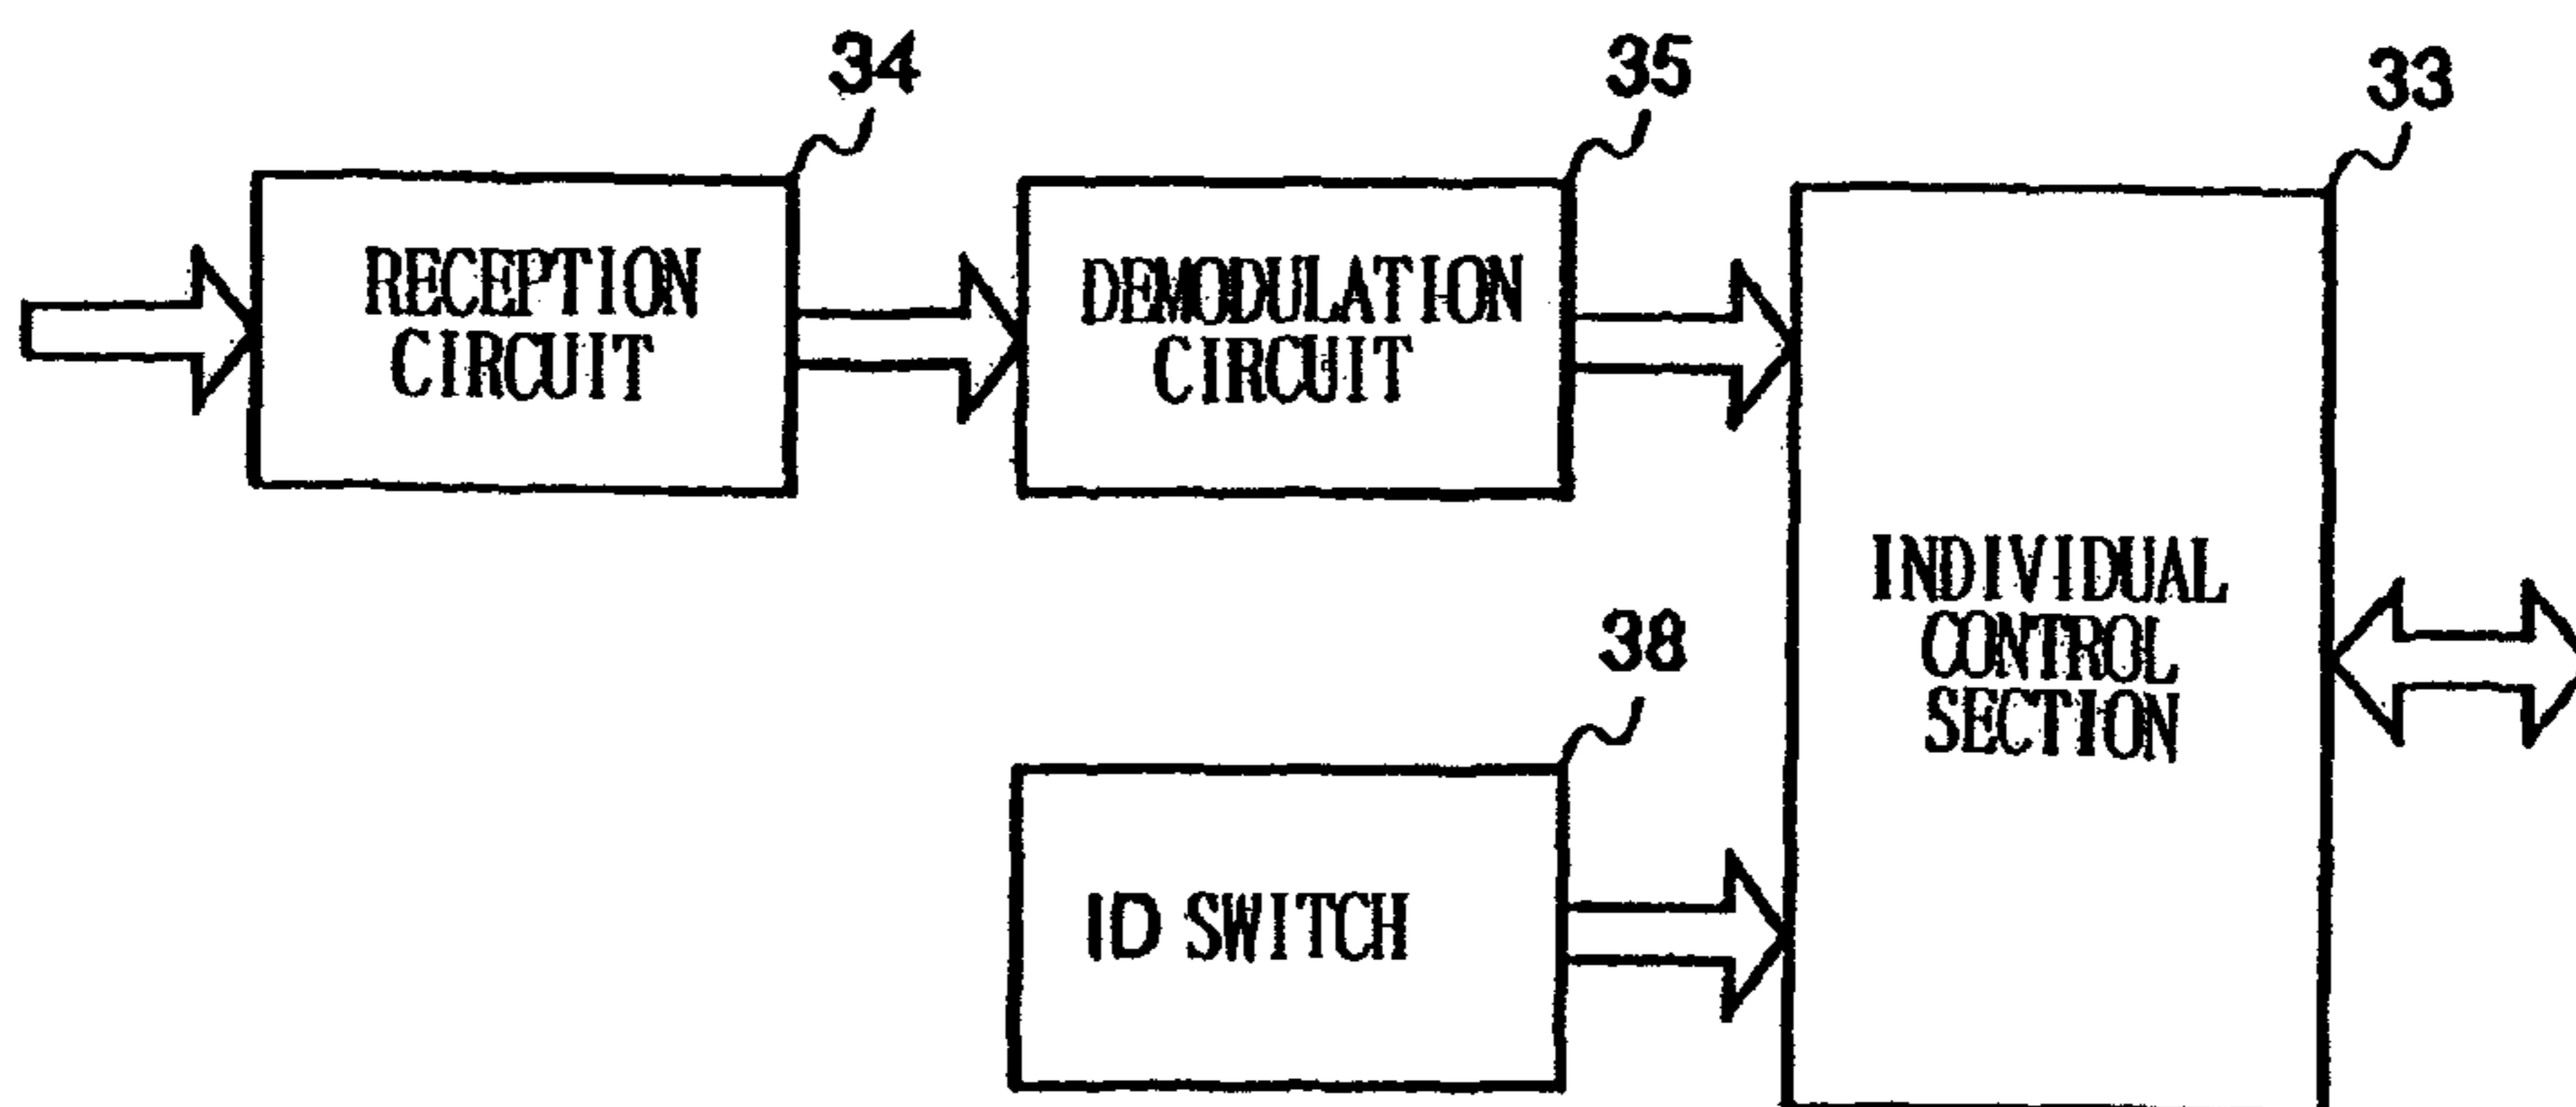 34
35
33
RECEPTION
CIRCUIT
DEMODULATION
CIRCUIT
INDIVIDUAL
CONTROL
SECTION
38
ID SWITCH